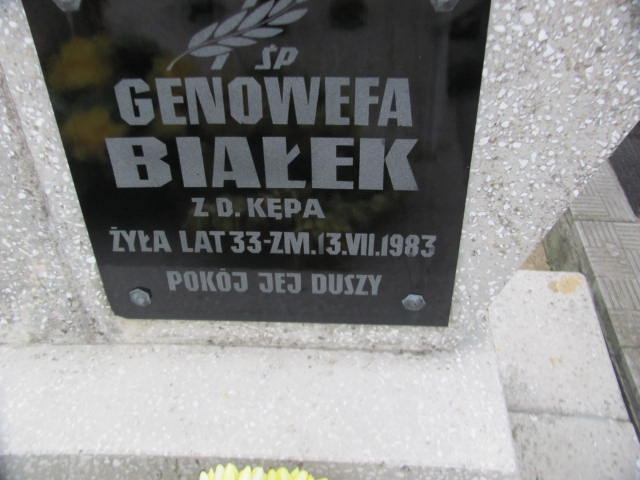 ŚP
GENOWEFA
BIAŁEK
Z D. KĘPA
ŻYŁA LAT 33-ZM. 13.VII.1983
POKÓJ JEJ DUSZY